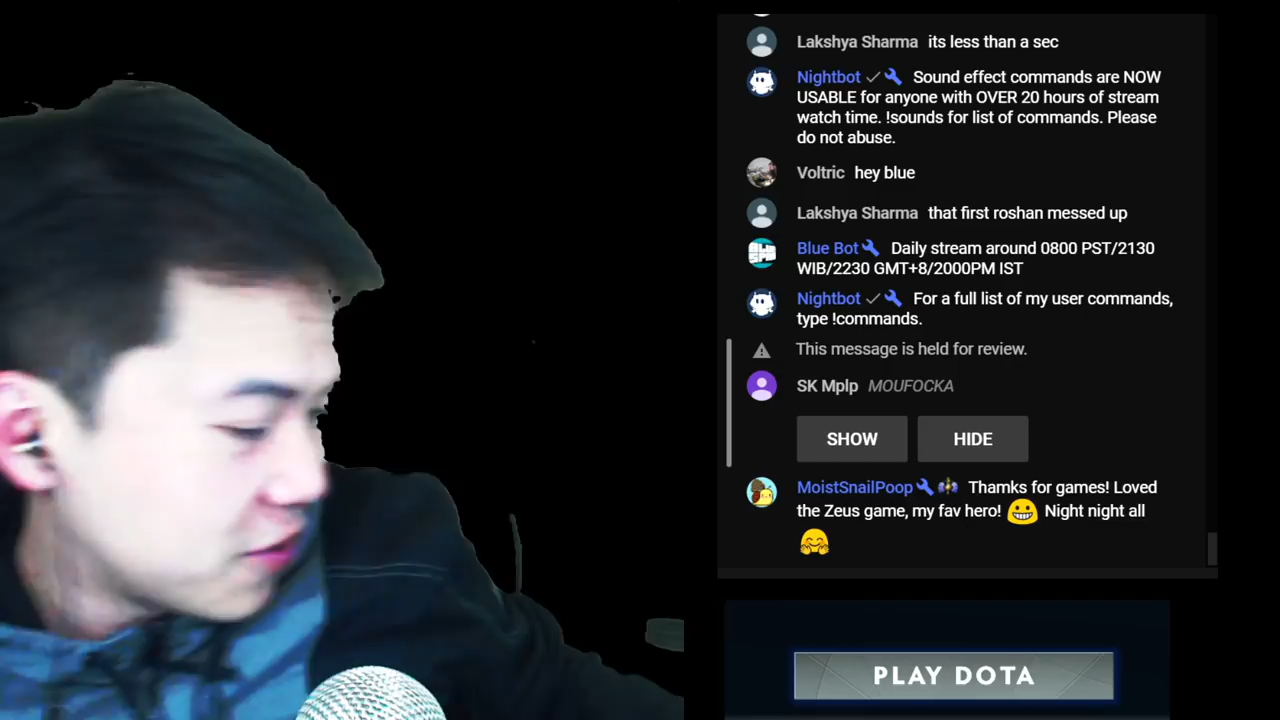 Lakshya Sharma its less than a sec
Nightbot Sound effect commands are NOW
USABLE for anyone with OVER 20 hours of stream
watch time. !sounds for list of commands. Please
do not abuse.
Voltric hey blue
Lakshya Sharma that first roshan messed up
Blue Bot Daily stream around 0800 PST/2130
WIB/2230 GMT+8/2000PM IST
Nightbot For a full list of my user commands,
type !commands.
This message is held for review.
SK Mplp MOUFOCKA
SHOW HIDE
MoistSnailPoop Thamks for games! Loved
the Zeus game, my fav hero! Night night all
PLAY DOTA